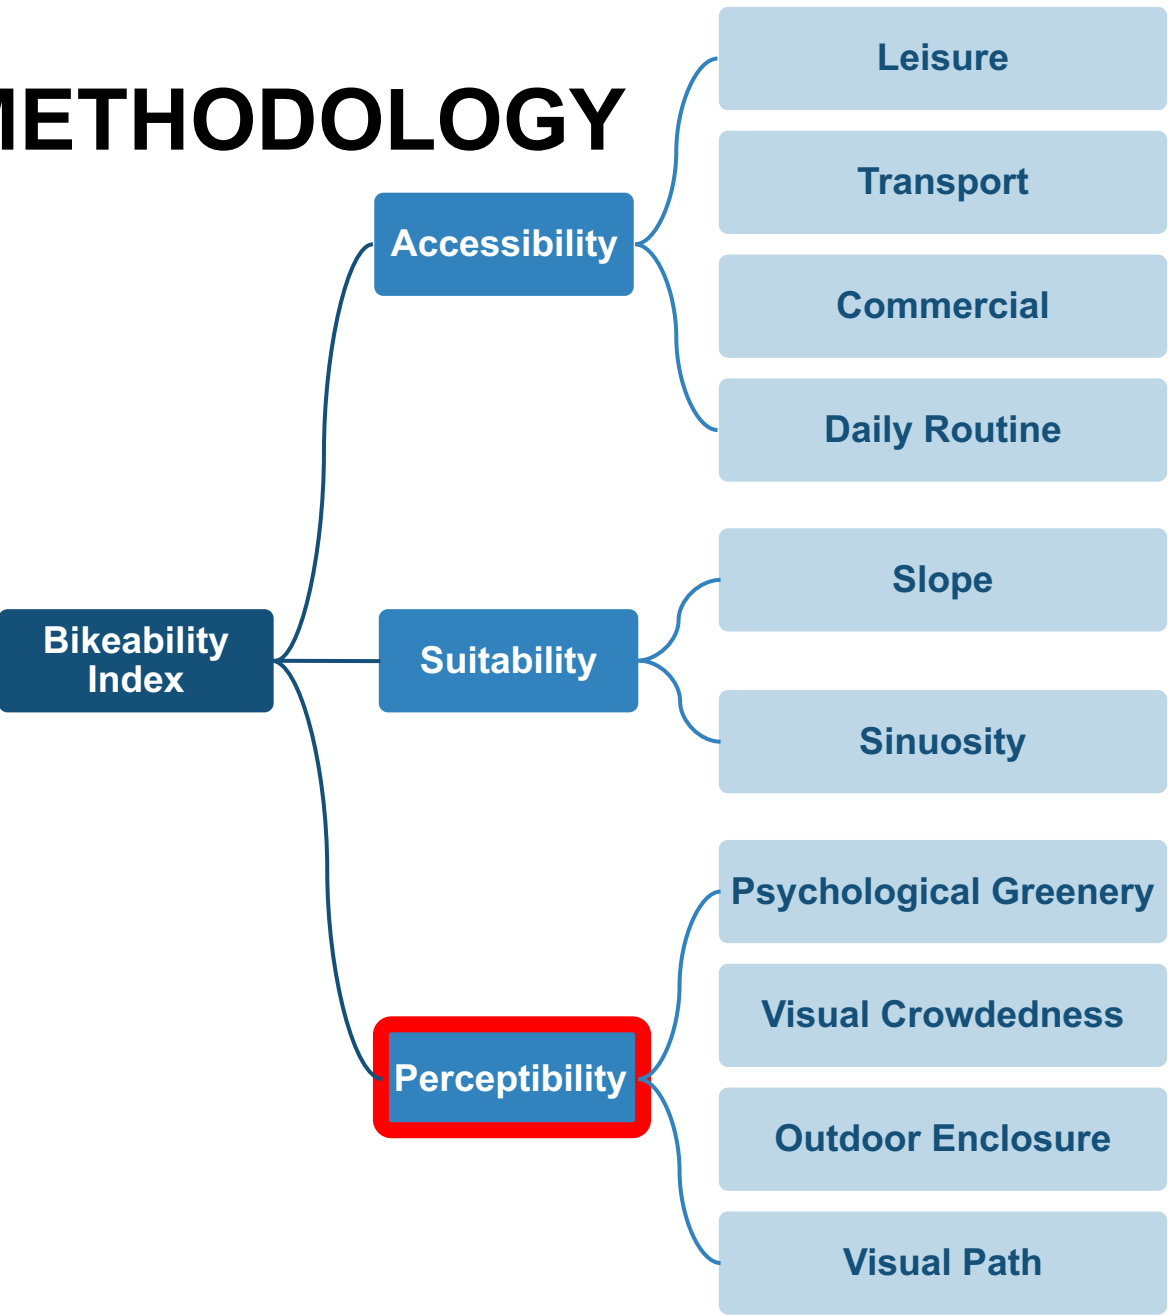 METHODOLOGY
Bikeability
Index
Accessibility
Leisure
Transport
Commercial
Daily Routine
Suitability
Slope
Sinuosity
Perceptibility
Psychological Greenery
Visual Crowdedness
Outdoor Enclosure
Visual Path